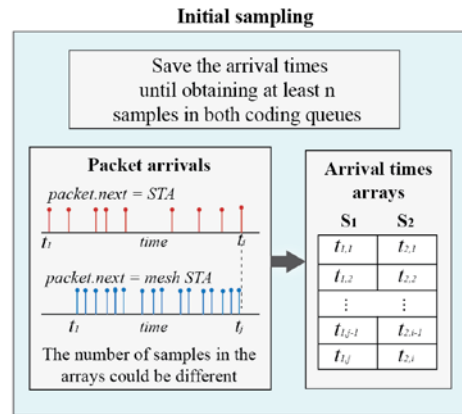 Initial sampling
Save the arrival times
until obtaining at least n
samples in both coding queues
Packet arrivals
packet.next = STA
t1 time ti
packet.next = mesh STA
t1 time tj
The number of samples in the
arrays could be different
Arrival times
arrays
S1 S2
t1,1 t2,1
t1,2 t2,2
⋮ ⋮
t1,j-1 t2,i-1
t1,j t2,i